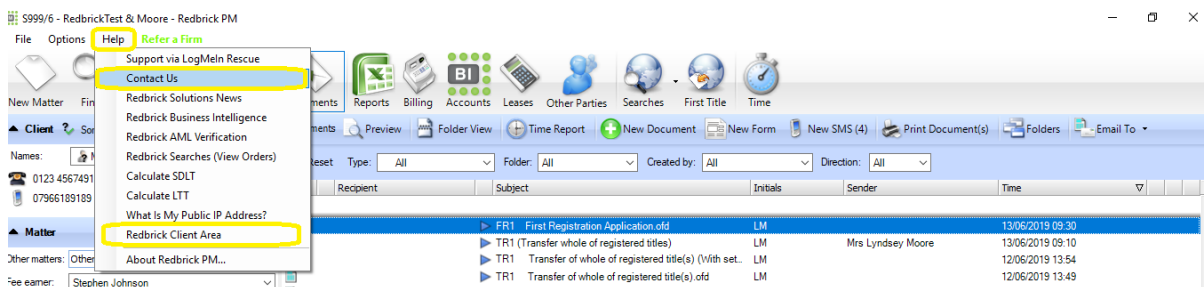 S999/6 - RedbrickTest & Moore - Redbrick PM
File Options Help Refer a Firm
Support via LogMeIn Rescue
Contact Us
Redbrick Solutions News
Redbrick Business Intelligence
Redbrick AML Verification
Redbrick Searches (View Orders)
Calculate SDLT
Calculate LTT
What Is My Public IP Address?
Redbrick Client Area
About Redbrick PM...
BI
New Matter Reports Billing Accounts Leases Other Parties Searches First Title Time
Client Preview Folder View Time Report New Document New Form New SMS (4) Print Document(s) Folders Email To
Names: Type: All Folder: All Created by: All Direction: All
0123 4567491
07966189189
Recipient Subject Initials Sender Time
Matter
FR1 First Registration Application.ofd LM 13/06/2019 09:30
TR1 (Transfer whole of registered titles) LM Mrs Lyndsey Moore 13/06/2019 09:10
Other matters: TR1 Transfer of whole of registered title(s) (With set.. LM 12/06/2019 13:54
Fee earner: Stephen Johnson TR1 Transfer of whole of registered title(s).ofd LM 12/06/2019 13:49